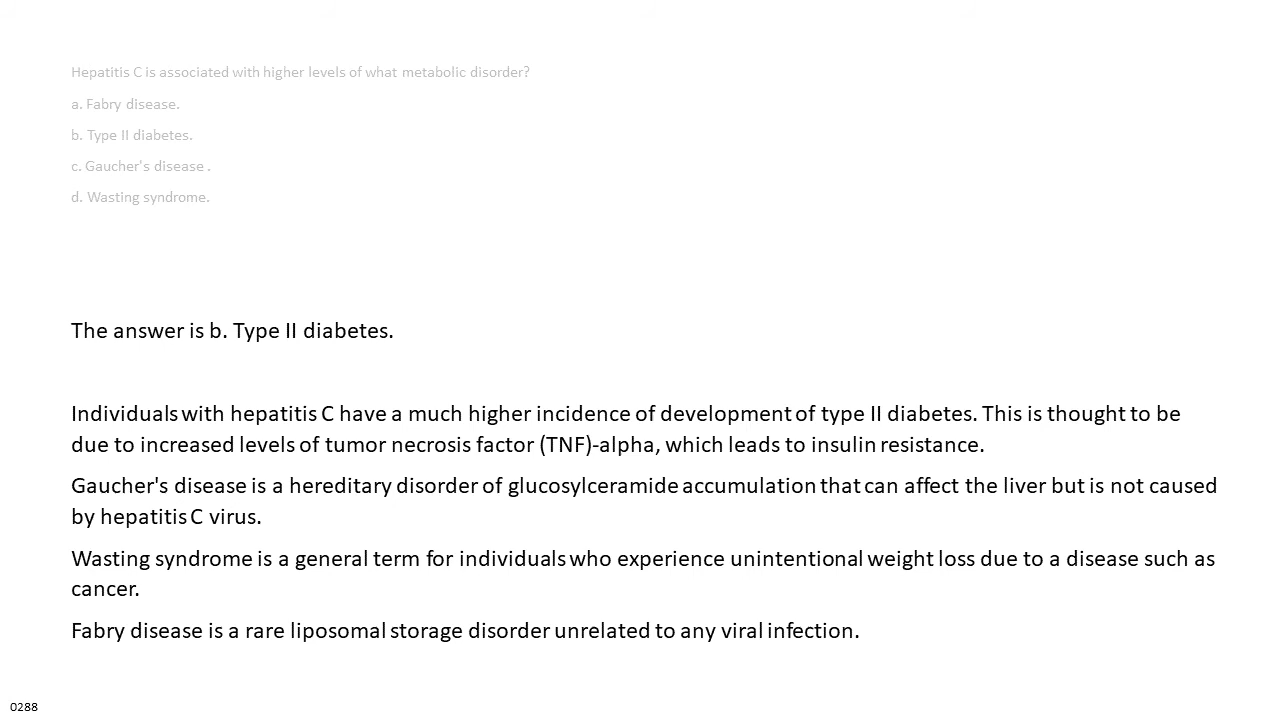 Hepatitis C is associated with higher levels of what metabolic disorder?
a. Fabry disease.
b. Type II diabetes.
c. Gaucher's disease .
d. Wasting syndrome.
The answer is b. Type II diabetes.
Individuals with hepatitis C have a much higher incidence of development of type II diabetes. This is thought to be
due to increased levels of tumor necrosis factor (TNF)-alpha, which leads to insulin resistance.
Gaucher's disease is a hereditary disorder of glucosylceramide accumulation that can affect the liver but is not caused
by hepatitis C virus.
Wasting syndrome is a general term for individuals who experience unintentional weight loss due to a disease such as
cancer.
Fabry disease is a rare liposomal storage disorder unrelated to any viral infection.
0288